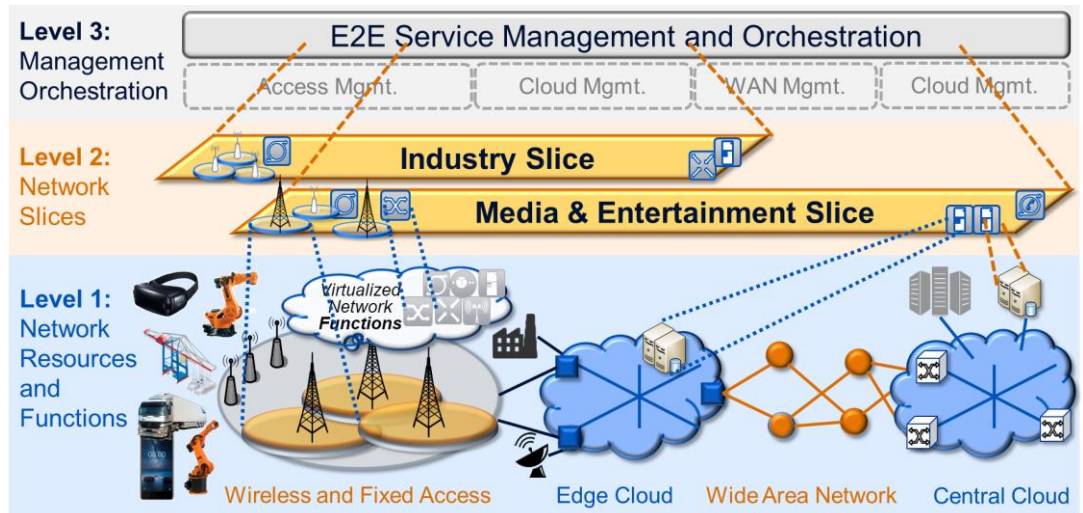 Level 3:
Management
Orchestration
E2E Service Management and Orchestration
Access Mgmt.
Cloud Mgmt.
WAN Mgmt.
Cloud Mgmt.
Level 2:
Network
Slices
Industry Slice
Media & Entertainment Slice
Level 1:
Network
Resources
and
Functions
Virtualized
Network
Functions
Wireless and Fixed Access
Edge Cloud
Wide Area Network
Central Cloud